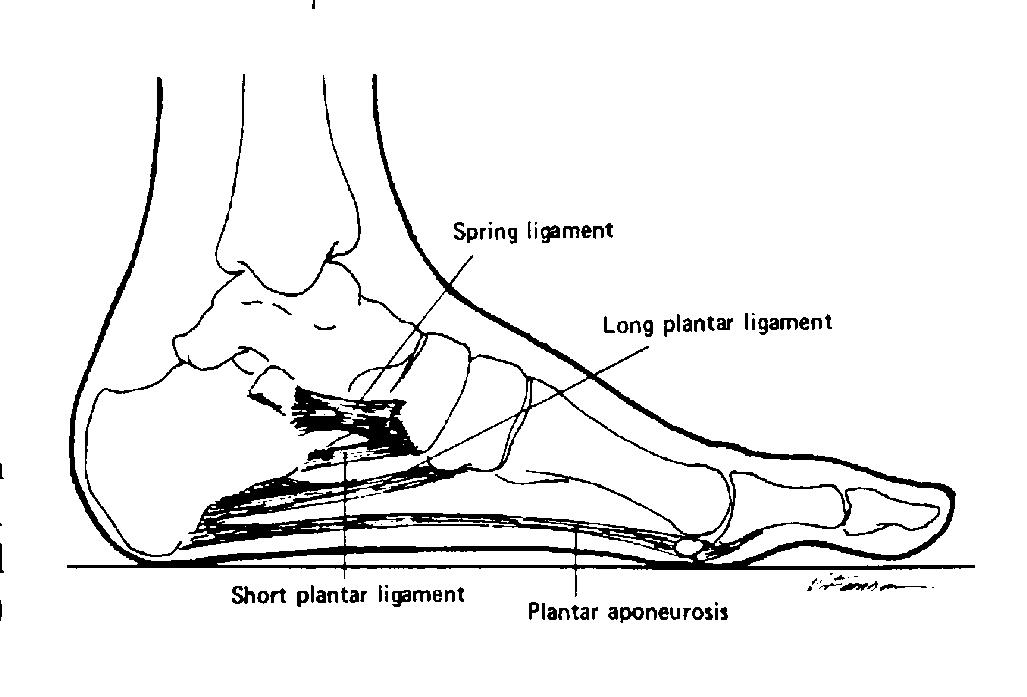 Spring ligament
Long plantar ligament
Short plantar ligament
Plantar aponeurosis